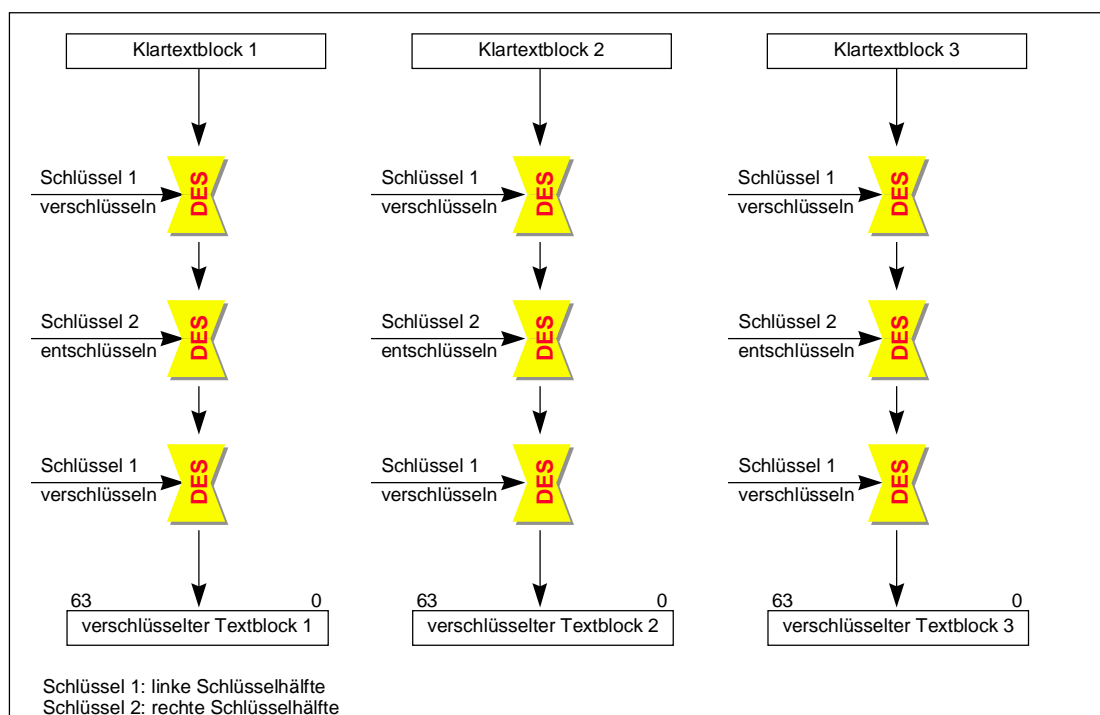 Klartextblock 1
Klartextblock 2
Klartextblock 3
Schlüssel 1
verschlüsseln
DES
Schlüssel 1
verschlüsseln
DES
Schlüssel 1
verschlüsseln
DES
Schlüssel 2
entschlüsseln
DES
Schlüssel 2
entschlüsseln
DES
Schlüssel 2
entschlüsseln
DES
Schlüssel 1
verschlüsseln
DES
Schlüssel 1
verschlüsseln
DES
Schlüssel 1
verschlüsseln
DES
63 0
verschlüsselter Textblock 1
63 0
verschlüsselter Textblock 2
63 0
verschlüsselter Textblock 3
Schlüssel 1: linke Schlüsselhälfte
Schlüssel 2: rechte Schlüsselhälfte